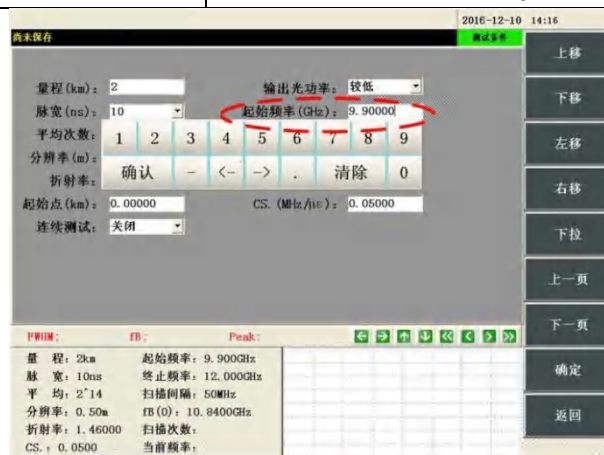 2016-12-10 14:16
尚未保存 测试条件
量程(km): 2 输出光功率: 较低
脉宽(ns): 10 起始频率(GHz): 9.90000
平均次数:
1 2 3 4 5 6 7 8 9
分辨率(m):
确认 - <- -> . 清除 0
折射率:
起始点(km): 0.00000 CS. (MHz/με): 0.05000
连续测试: 关闭
上移
下移
左移
右移
下拉
上一页
下一页
确定
返回
FWHM: fB: Peak:
量 程: 2km 起始频率: 9.900GHz
脉 宽: 10ns 终止频率: 12.000GHz
平 均: 2^14 扫描间隔: 50MHz
分辨率: 0.50m fB(0): 10.8400GHz
折射率: 1.46000 扫描次数:
CS.: 0.0500 当前频率: